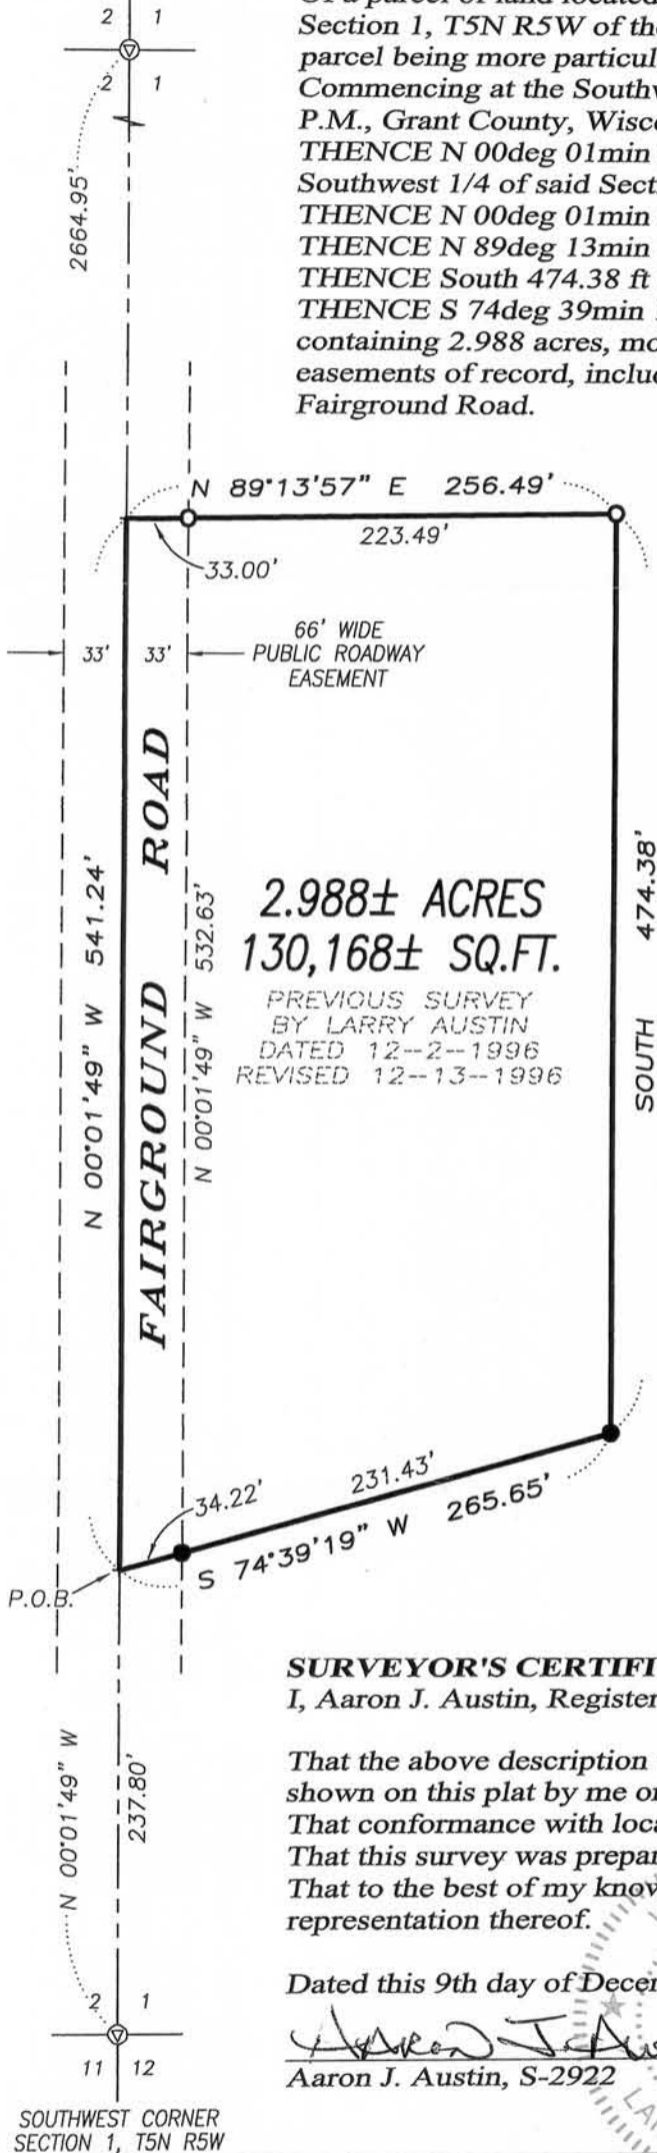 Section 1, T5N R5W of the
parcel being more particul
Commencing at the Southw
P.M., Grant County, Wisco
THENCE N 00deg 01min
Southwest 1/4 of said Sect
THENCE N 00deg 01min
THENCE N 89deg 13min
THENCE South 474.38 ft
THENCE S 74deg 39min
containing 2.988 acres, mo
easements of record, includ
Fairground Road.
2 1
2 1
2664.95'
N 89°13'57" E 256.49'
223.49'
33.00'
66' WIDE
PUBLIC ROADWAY
EASEMENT
33' 33'
FAIRGROUND ROAD
N 00°01'49" W 541.24'
N 00°01'49" W 532.63'
2.988± ACRES
130,168± SQ.FT.
PREVIOUS SURVEY
BY LARRY AUSTIN
DATED 12--2--1996
REVISED 12--13--1996
SOUTH 474.38'
231.43'
34.22'
S 74°39'19" W 265.65'
P.O.B.
N 00°01'49" W
237.80'
SURVEYOR'S CERTIFI
I, Aaron J. Austin, Register
That the above description
shown on this plat by me or
That conformance with loca
That this survey was prepar
That to the best of my know
representation thereof.
Dated this 9th day of Decem
Aaron J. Au
Aaron J. Austin, S-2922
LAN
2 1
11 12
SOUTHWEST CORNER
SECTION 1, T5N R5W